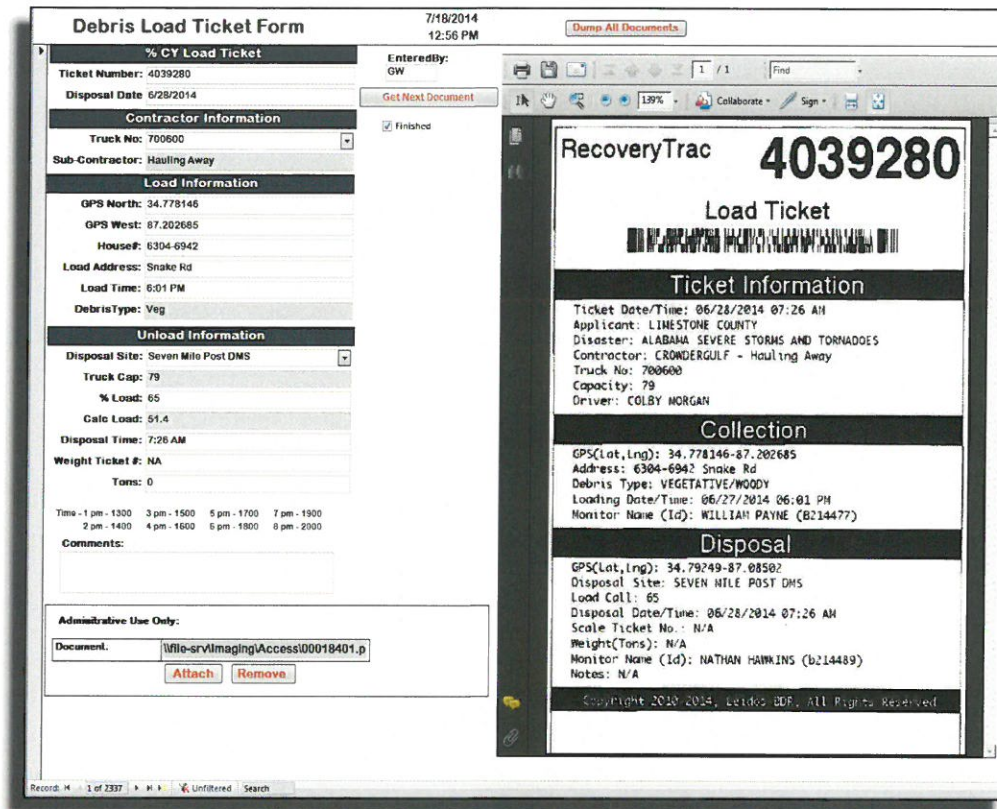 Debris Load Ticket Form
7/18/2014
12:56 PM
Dump All Documents
% CY Load Ticket
Ticket Number: 4039280
Disposal Date 6/28/2014
Contractor Information
Truck No: 700600
Sub-Contractor: Hauling Away
Load Information
GPS North: 34.778146
GPS West: 87.202685
House#: 6304-6942
Load Address: Snake Rd
Load Time: 6:01 PM
DebrisType: Veg
Unload Information
Disposal Site: Seven Mile Post DMS
Truck Cap: 79
% Load: 65
Calc Load: 51.4
Disposal Time: 7:26 AM
Weight Ticket #: NA
Tons: 0
Time - 1 pm - 1300 3 pm - 1500 5 pm - 1700 7 pm - 1900
2 pm - 1400 4 pm - 1600 6 pm - 1800 8 pm - 2000
Comments:
Adminitrative Use Only:
Document. \\file-srv\Imaging\Access\00018401.p
Attach Remove
EnteredBy:
GW
Get Next Document
Finished
1 / 1 Find
139% Collaborate Sign
RecoveryTrac 4039280
Load Ticket
Ticket Information
Ticket Date/Time: 06/28/2014 07:26 AM
Applicant: LIMESTONE COUNTY
Disaster: ALABAMA SEVERE STORMS AND TORNADOES
Contractor: CROWDERGULF - Hauling Away
Truck No: 700600
Capacity: 79
Driver: COLBY MORGAN
Collection
GPS(Lat,Lng): 34.778146-87.202685
Address: 6304-6942 Snake Rd
Debris Type: VEGETATIVE/WOODY
Loading Date/Time: 06/27/2014 06:01 PM
Monitor Name (Id): WILLIAM PAYNE (B214477)
Disposal
GPS(Lat,Lng): 34.79249-87.08502
Disposal Site: SEVEN MILE POST DMS
Load Call: 65
Disposal Date/Time: 06/28/2014 07:26 AM
Scale Ticket No.: N/A
Weight(Tons): N/A
Monitor Name (Id): NATHAN HAWKINS (b214489)
Notes: N/A
Copyright 2010-2014, Leidos BDR, All Rights Reserved
Record: 1 of 2337 Unfiltered Search